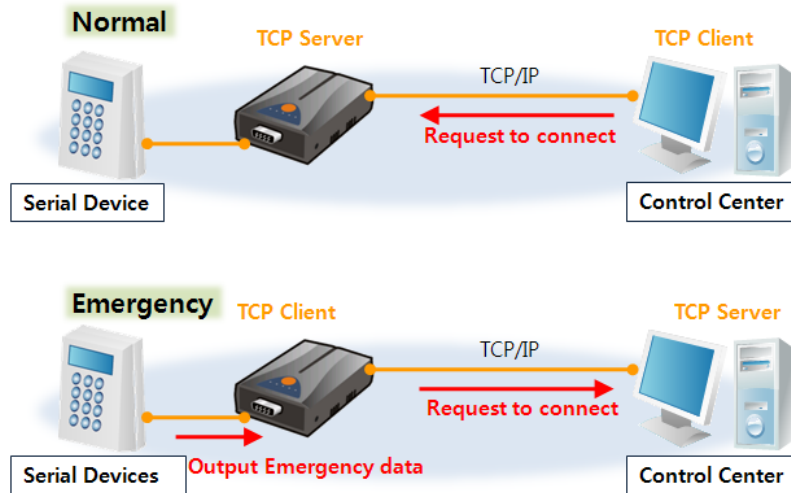 Normal
TCP Server
TCP Client
TCP/IP
Request to connect
Serial Device
Control Center
Emergency
TCP Client
TCP Server
TCP/IP
Request to connect
Output Emergency data
Serial Devices
Control Center